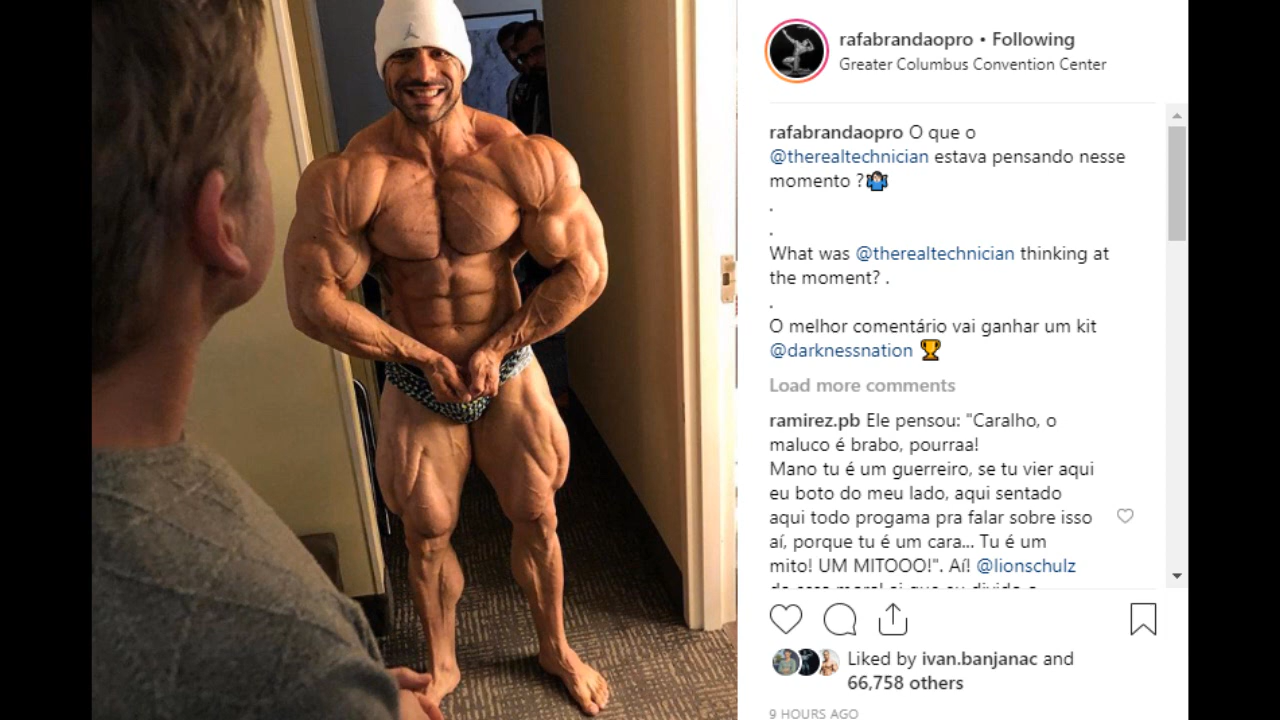 rafabrandaopro • Following
Greater Columbus Convention Center
rafabrandaopro O que o
@therealtechnician estava pensando nesse
momento ?🤷🏻‍♂️
.
.
What was @therealtechnician thinking at
the moment? .
.
O melhor comentário vai ganhar um kit
@darknessnation 🏆
Load more comments
ramirez.pb Ele pensou: "Caralho, o
maluco é brabo, pourraa!
Mano tu é um guerreiro, se tu vier aqui
eu boto do meu lado, aqui sentado
aqui todo progama pra falar sobre isso
aí, porque tu é um cara... Tu é um
mito! UM MITOOO!". Aí! @lionschulz
Liked by ivan.banjanac and
66,758 others
9 HOURS AGO